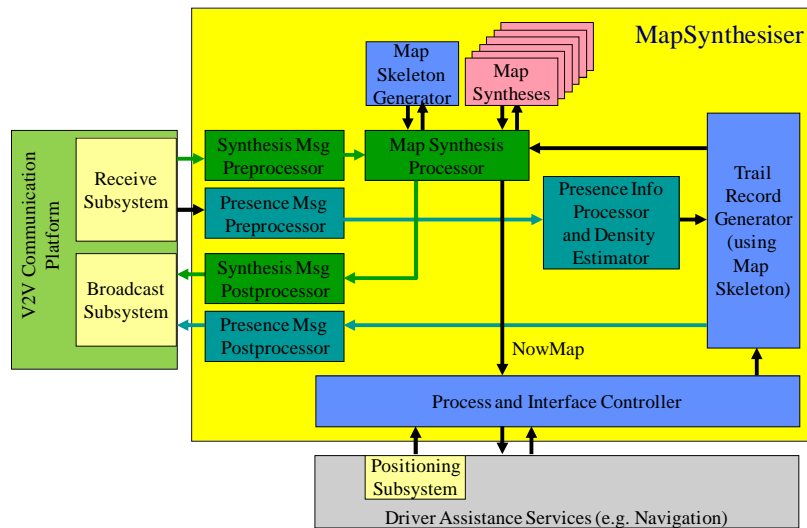 MapSynthesiser
Map
Skeleton
Generator
Map
Syntheses
V2V Communication
Platform
Receive
Subsystem
Broadcast
Subsystem
Synthesis Msg
Preprocessor
Map Synthesis
Processor
Presence Msg
Preprocessor
Synthesis Msg
Postprocessor
Presence Msg
Postprocessor
Presence Info
Processor
and Density
Estimator
Trail
Record
Generator
(using
Map
Skeleton)
NowMap
Process and Interface Controller
Positioning
Subsystem
Driver Assistance Services (e.g. Navigation)